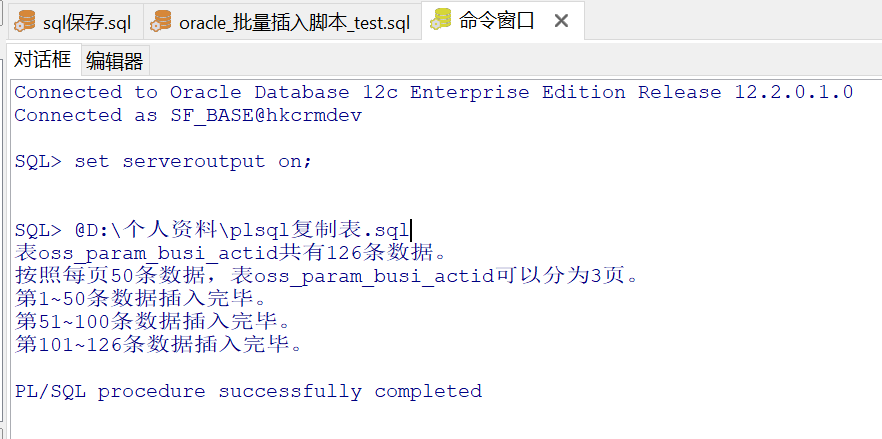 sql保存.sql
oracle_批量插入脚本_test.sql
命令窗口
对话框
编辑器
Connected to Oracle Database 12c Enterprise Edition Release 12.2.0.1.0
Connected as SF_BASE@hkcrmdev
SQL> set serveroutput on;
SQL> @D:\个人资料\plsql复制表.sql
表oss_param_busi_actid共有126条数据。
按照每页50条数据，表oss_param_busi_actid可以分为3页。
第1~50条数据插入完毕。
第51~100条数据插入完毕。
第101~126条数据插入完毕。
PL/SQL procedure successfully completed